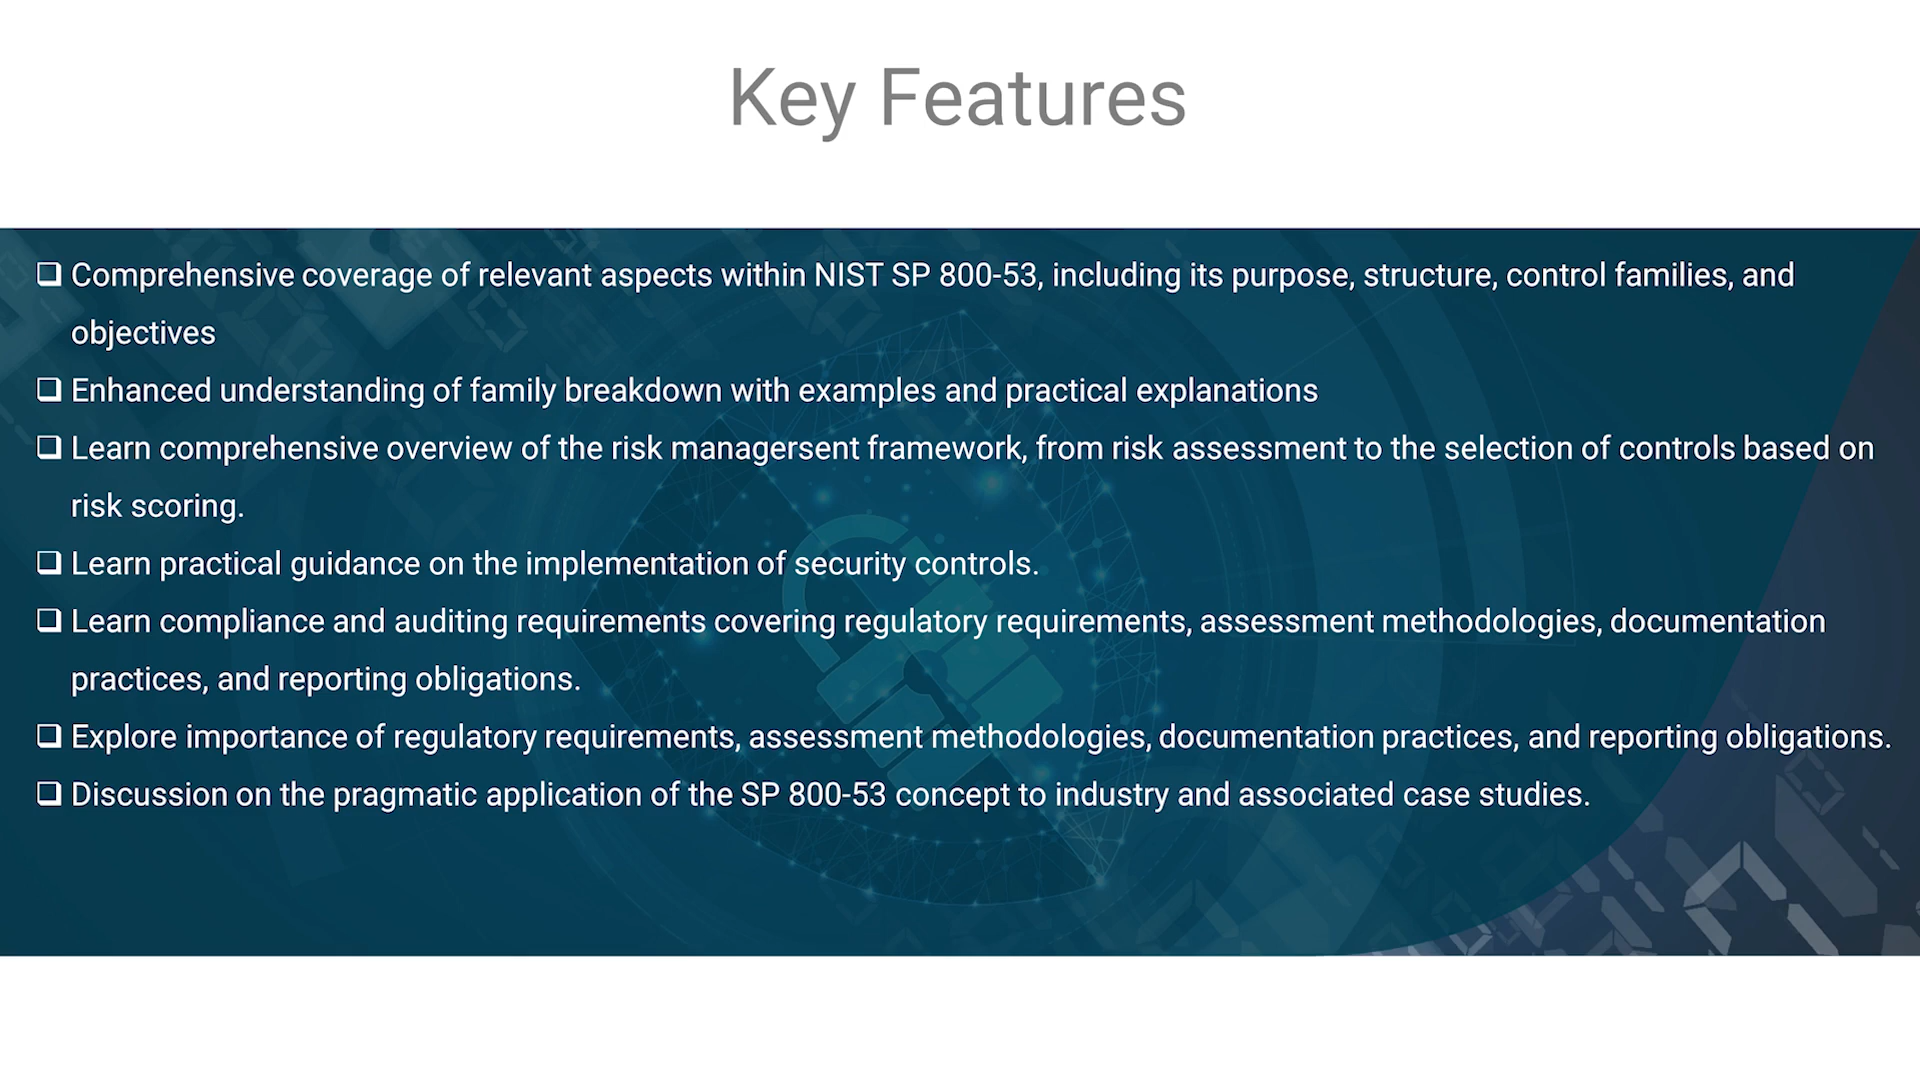 Key Features
❑ Comprehensive coverage of relevant aspects within NIST SP 800-53, including its purpose, structure, control families, and
objectives
❑ Enhanced understanding of family breakdown with examples and practical explanations
❑ Learn comprehensive overview of the risk managersent framework, from risk assessment to the selection of controls based on
risk scoring.
❑ Learn practical guidance on the implementation of security controls.
❑ Learn compliance and auditing requirements covering regulatory requirements, assessment methodologies, documentation
practices, and reporting obligations.
❑ Explore importance of regulatory requirements, assessment methodologies, documentation practices, and reporting obligations.
❑ Discussion on the pragmatic application of the SP 800-53 concept to industry and associated case studies.